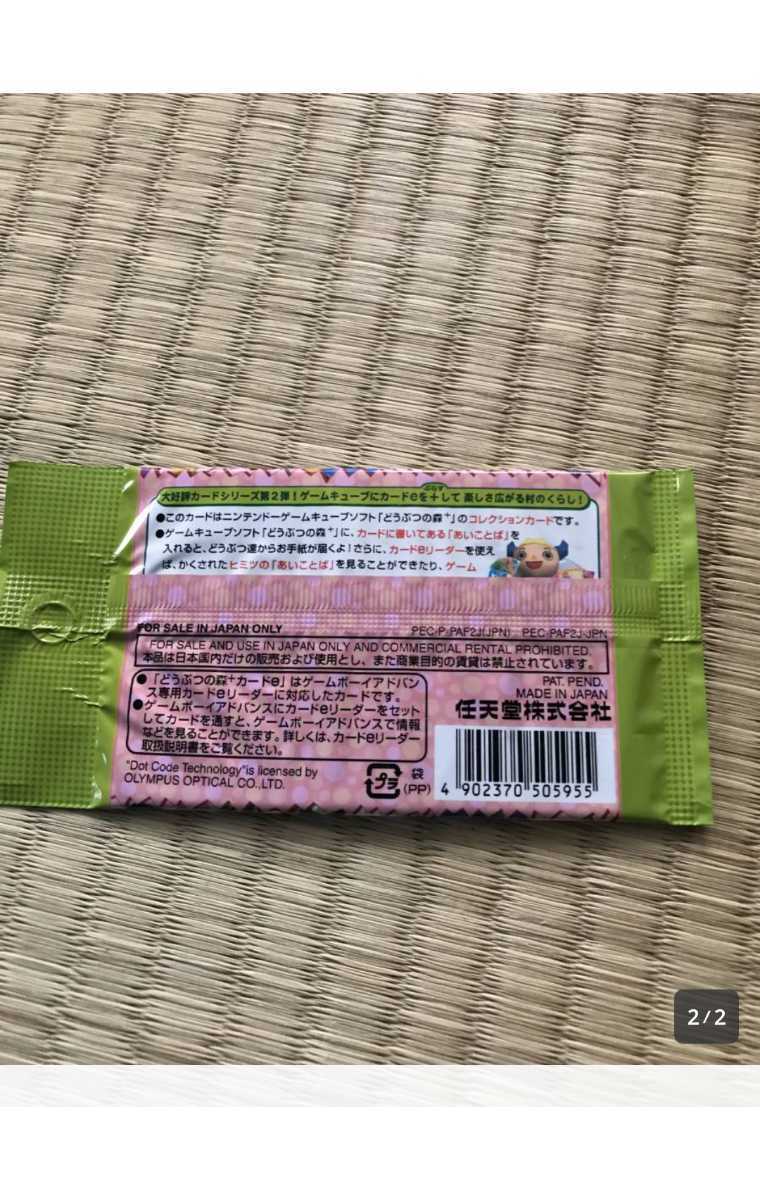 大好評カードシリーズ第2弾！ゲームキューブにカードeを＋して 楽しさ広がる村のくらし！
ぷらす
●このカードはニンテンドーゲームキューブソフト「どうぶつの森＋」のコレクションカードです。
●ゲームキューブソフト「どうぶつの森＋」に、カードに書いてある「あいことば」を
入れると、どうぶつ達からお手紙が届くよ！さらに、カードeリーダーを使え
ば、かくされたヒミツの「あいことば」を見ることができたり、ゲーム
FOR SALE IN JAPAN ONLY
PEC-P-PAF2J(JPN) PEC-PAF2J-JPN
FOR SALE AND USE IN JAPAN ONLY AND COMMERCIAL RENTAL PROHIBITED.
本品は日本国内だけの販売および使用とし、また商業目的の賃貸は禁止されています。
●「どうぶつの森＋カードe」はゲームボーイアドバン
ス専用カードeリーダーに対応したカードです。
●ゲームボーイアドバンスにカードeリーダーをセット
してカードを通すと、ゲームボーイアドバンスで情報
などを見ることができます。詳しくは、カードeリーダー
取扱説明書をご覧ください。
"Dot Code Technology"is licensed by
OLYMPUS OPTICAL CO.,LTD.
PAT. PEND.
MADE IN JAPAN
任天堂株式会社
プラ
袋
(PP)
4 902370 505955
2/2